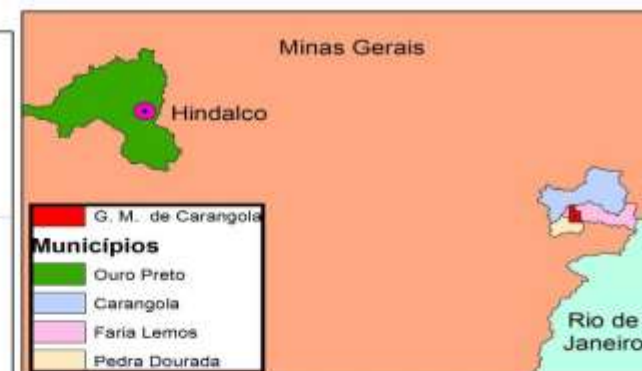 Minas Gerais
Hindalco
G. M. de Carangola
Municípios
Ouro Preto
Carangola
Faria Lemos
Pedra Dourada
Rio de
Janeiro